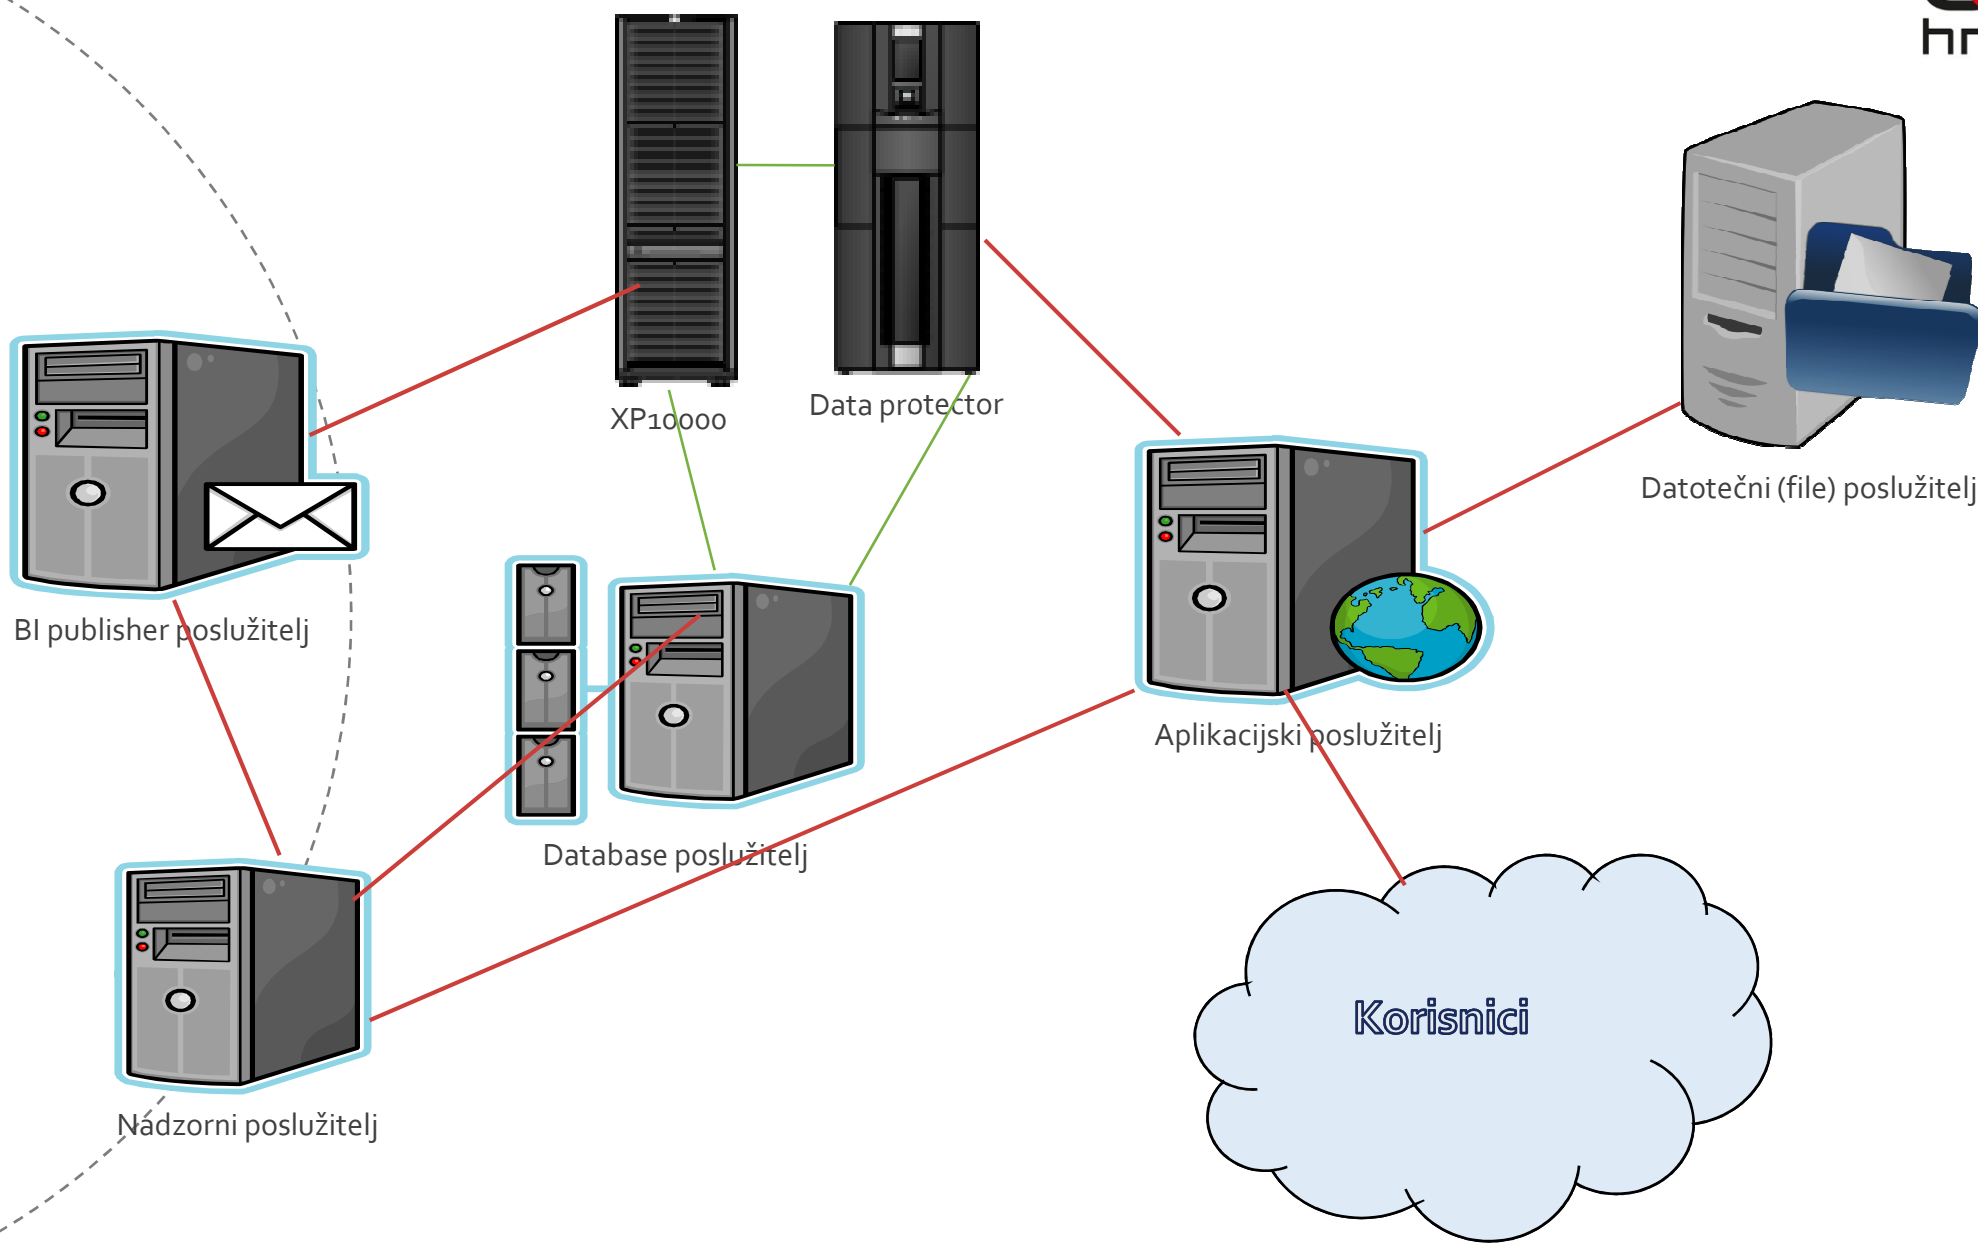 XP10000
Data protector
Datotečni (file) poslužitelj
BI publisher poslužitelj
Aplikacijski poslužitelj
Database poslužitelj
Korisnici
Nadzorni poslužitelj